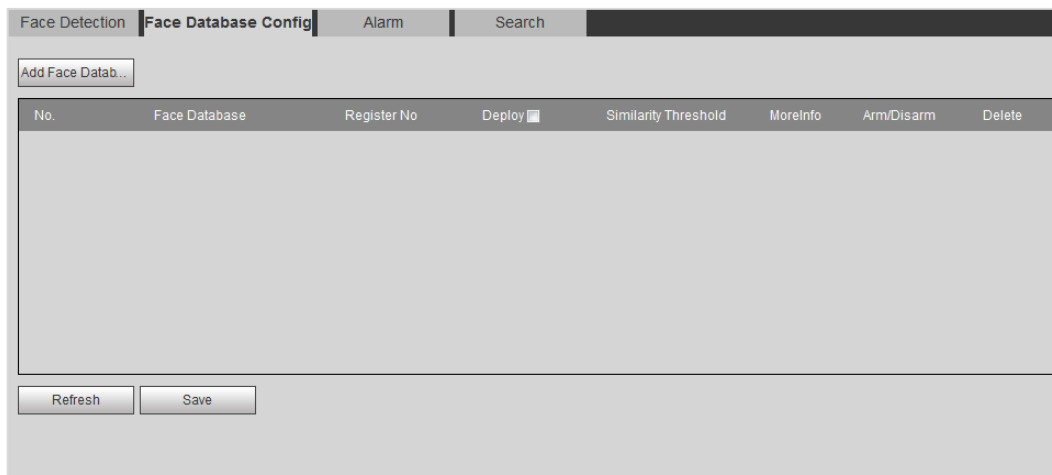 Face Detection Face Database Config Alarm Search
Add Face Datab...
No. Face Database Register No Deploy Similarity Threshold MoreInfo Arm/Disarm Delete
Refresh Save